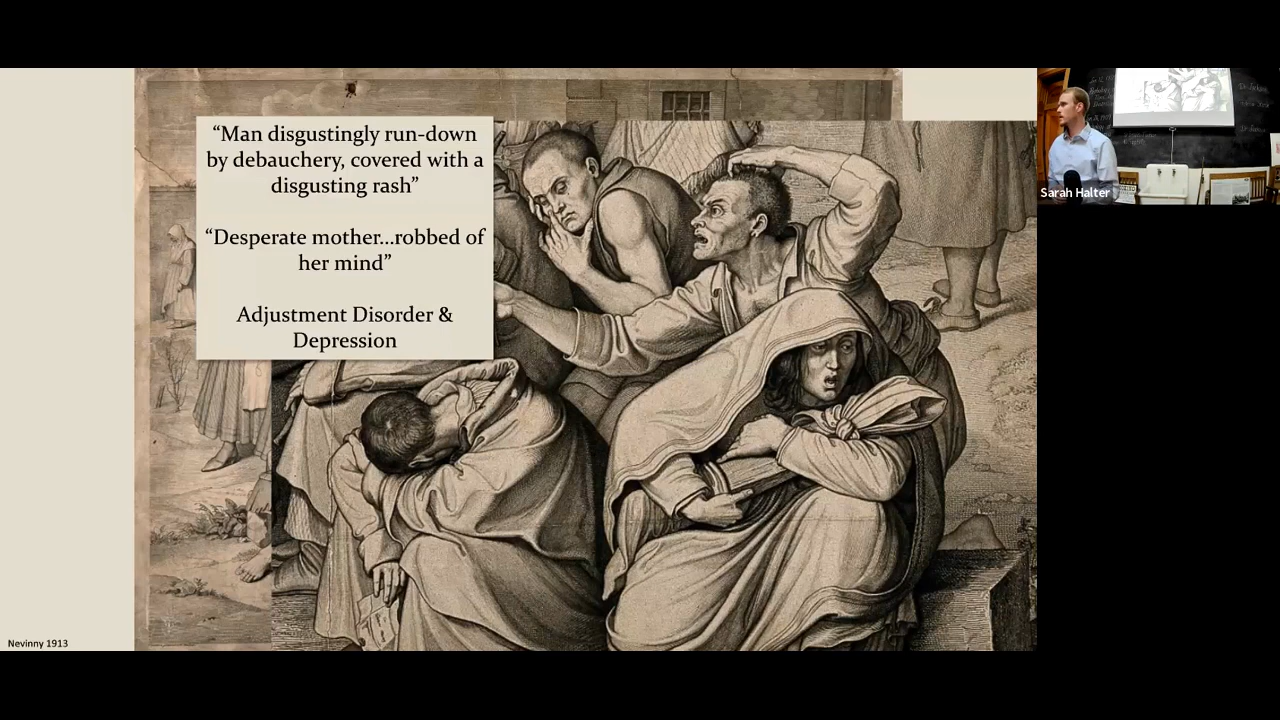 “Man disgustingly run-down
by debauchery, covered with a
disgusting rash”
“Desperate mother...robbed of
her mind”
Adjustment Disorder &
Depression
Nevinny 1913
Sarah Halter